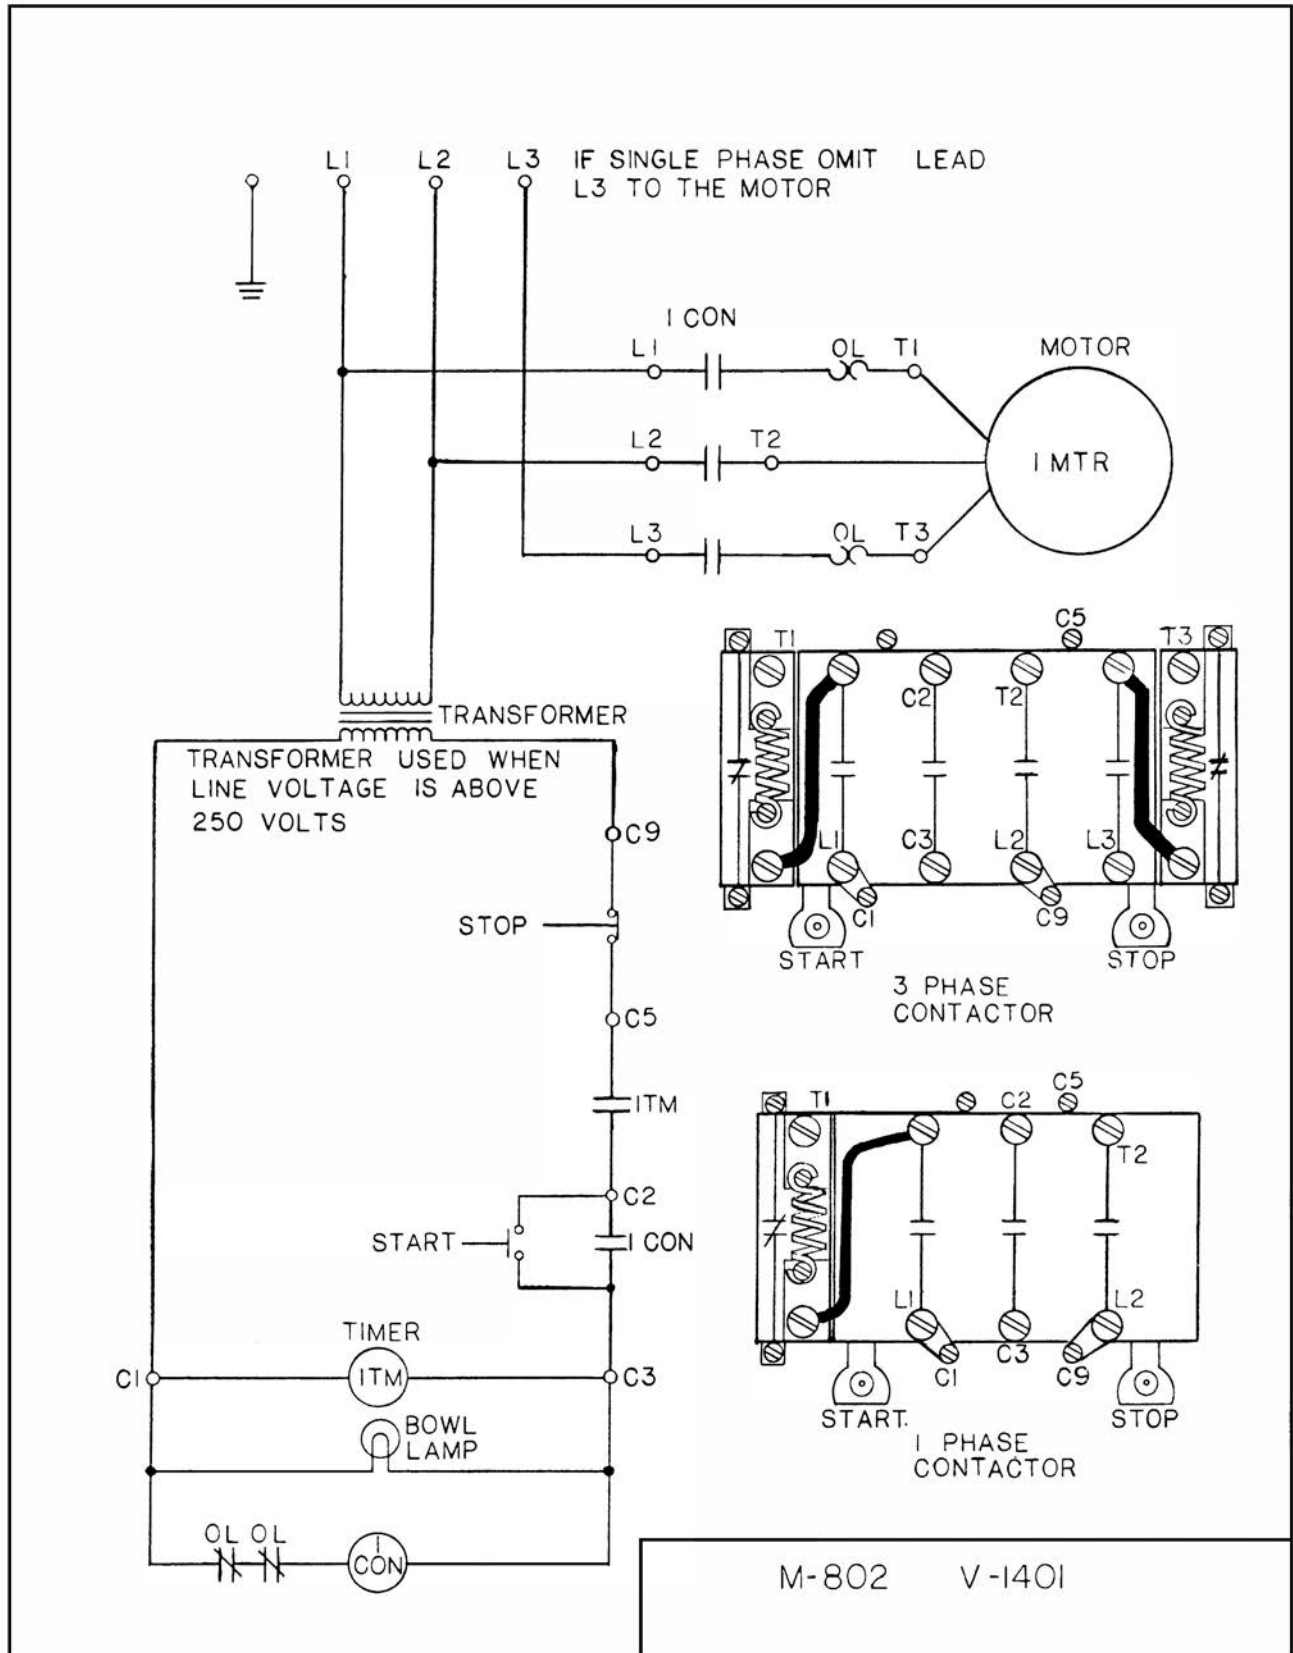 L1 L2 L3 IF SINGLE PHASE OMIT LEAD
L3 TO THE MOTOR
1 CON
L1 OL T1 MOTOR
L2 T2 1 MTR
L3 OL T3
TRANSFORMER
TRANSFORMER USED WHEN
LINE VOLTAGE IS ABOVE
250 VOLTS
C9
STOP
C5
1TM
C2
START 1 CON
TIMER
C1 1TM C3
BOWL
LAMP
OL OL 1
CON
C5
T1 T3
C2 T2
L1 C3 L2 L3
C1 C9
START STOP
3 PHASE
CONTACTOR
C5
T1 C2
T2
L1 L2
C3
C1 C9
START. STOP
1 PHASE
CONTACTOR
M-802 V-1401